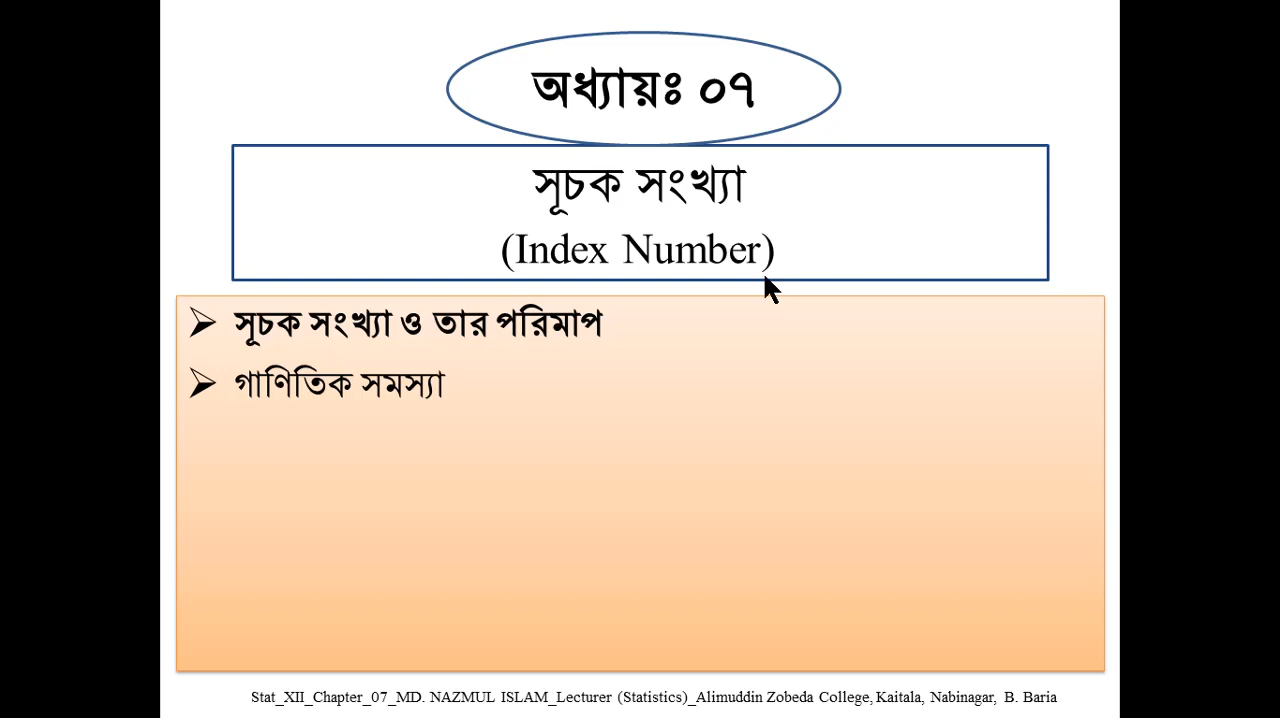 অধ্যায়ঃ ০৭
সূচক সংখ্যা
(Index Number)
সূচক সংখ্যা ও তার পরিমাপ
গাণিতিক সমস্যা
Stat_XII_Chapter_07_MD. NAZMUL ISLAM_Lecturer (Statistics)_Alimuddin Zobeda College, Kaitala, Nabinagar, B. Baria